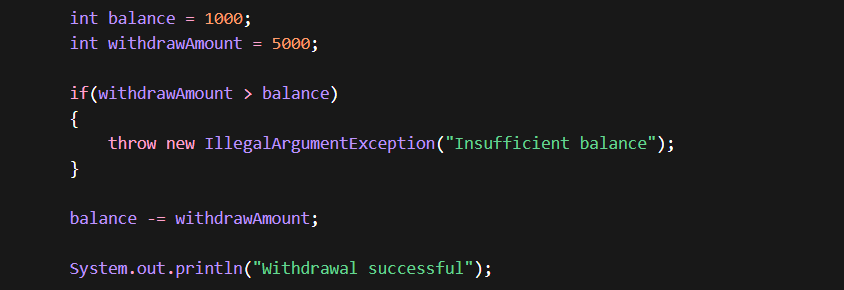 int balance = 1000;
int withdrawAmount = 5000;
if(withdrawAmount > balance)
{
throw new IllegalArgumentException("Insufficient balance");
}
balance -= withdrawAmount;
System.out.println("Withdrawal successful");